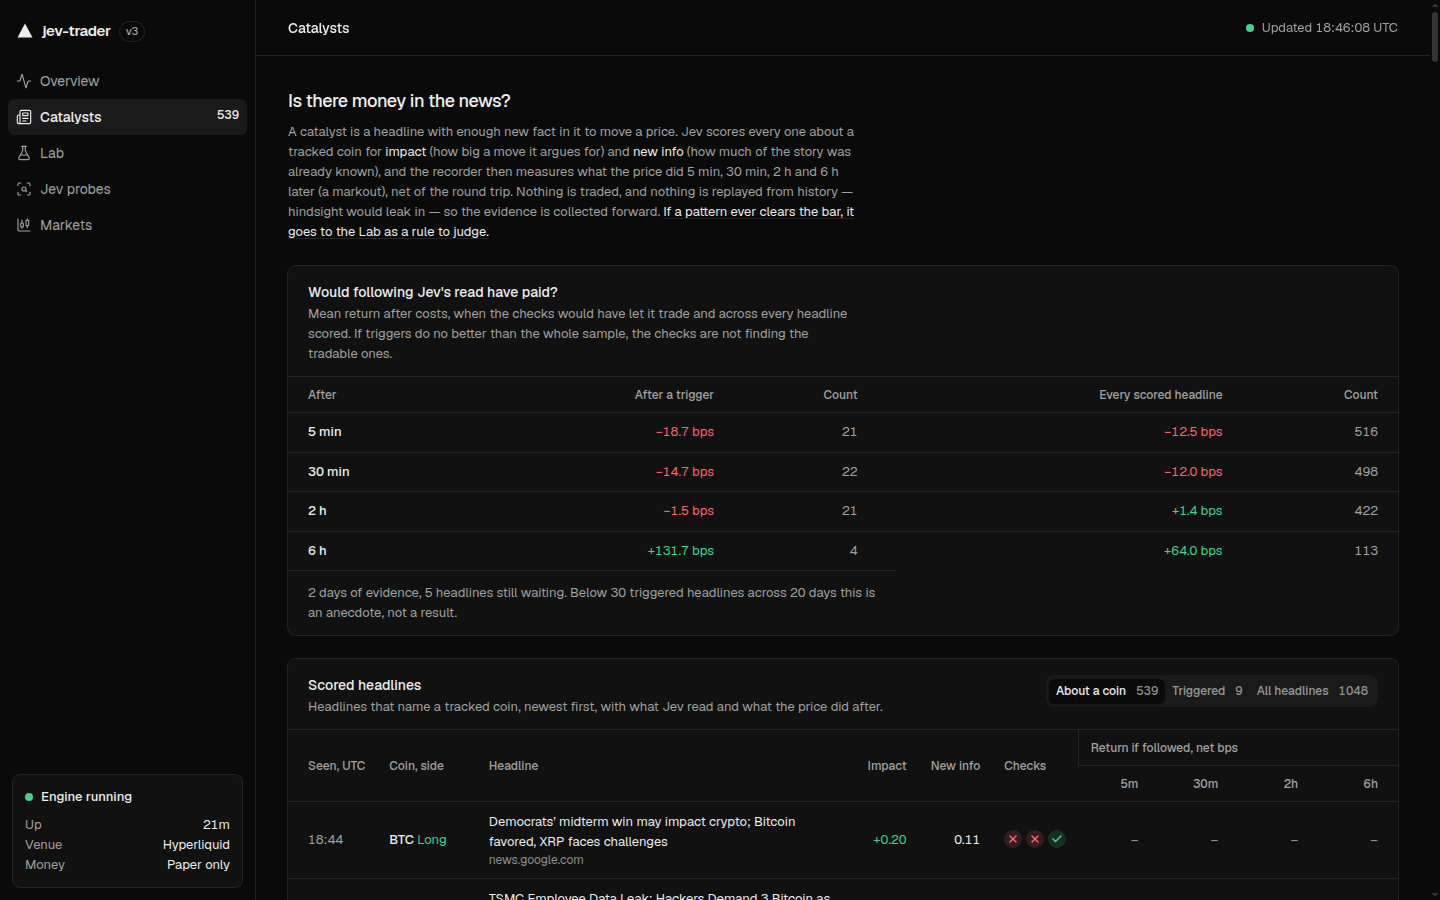 jev-trader v3
Overview
Catalysts 539
Lab
Jev probes
Markets
Engine running
Up 21m
Venue Hyperliquid
Money Paper only
Catalysts
Updated 18:46:08 UTC
Is there money in the news?
A catalyst is a headline with enough new fact in it to move a price. Jev scores every one about a
tracked coin for impact (how big a move it argues for) and new info (how much of the story was
already known), and the recorder then measures what the price did 5 min, 30 min, 2 h and 6 h
later (a markout), net of the round trip. Nothing is traded, and nothing is replayed from history —
hindsight would leak in — so the evidence is collected forward. If a pattern ever clears the bar, it
goes to the Lab as a rule to judge.
Would following Jev's read have paid?
Mean return after costs, when the checks would have let it trade and across every headline
scored. If triggers do no better than the whole sample, the checks are not finding the
tradable ones.
After After a trigger Count Every scored headline Count
5 min −18.7 bps 21 −12.5 bps 516
30 min −14.7 bps 22 −12.0 bps 498
2 h −1.5 bps 21 +1.4 bps 422
6 h +131.7 bps 4 +64.0 bps 113
2 days of evidence, 5 headlines still waiting. Below 30 triggered headlines across 20 days this is
an anecdote, not a result.
Scored headlines
Headlines that name a tracked coin, newest first, with what Jev read and what the price did after.
About a coin 539 Triggered 9 All headlines 1048
Seen, UTC Coin, side Headline Impact New info Checks Return if followed, net bps
5m 30m 2h 6h
18:44 BTC Long Democrats' midterm win may impact crypto; Bitcoin
favored, XRP faces challenges +0.20 0.11 – – – –
news.google.com
TSMC Employee Data Leak: Hackers Demand 3 Bitcoin as